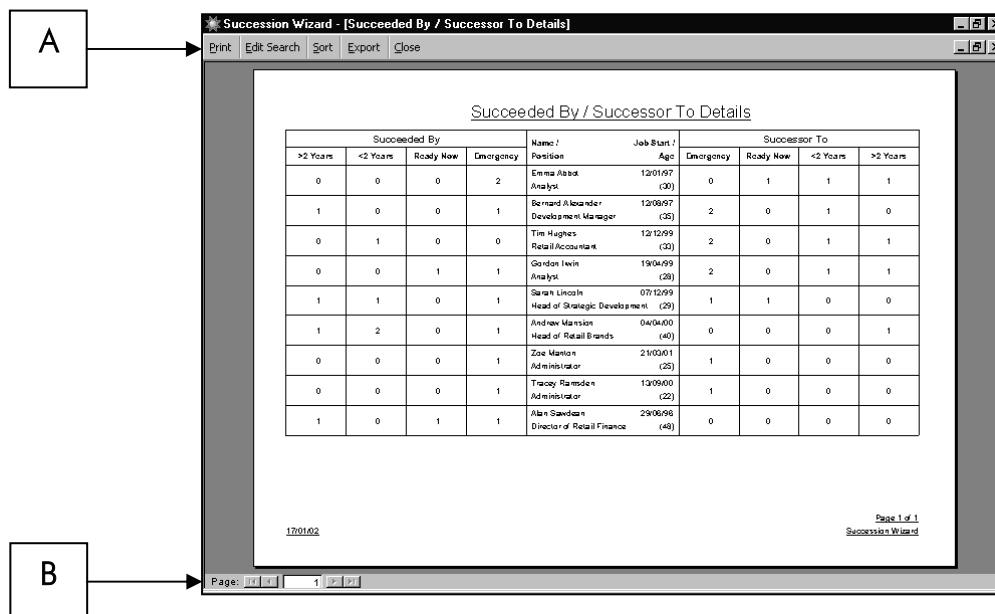 A
Succession Wizard - [Succeeded By / Successor To Details]
Print Edit Search Sort Export Close
Succeeded By / Successor To Details
Succeeded By Name / Job Start / Successor To
>2 Years <2 Years Ready Now Emergency Position Age Emergency Ready Now <2 Years >2 Years
Emma Abbot 12/01/97
0 0 0 2 Analyst (30) 0 1 1 1
Bernard Alexander 12/08/97
1 0 0 1 Development Manager (35) 2 0 1 0
Tim Hughes 12/12/99
0 1 0 0 Retail Accountant (33) 2 0 1 1
Gordon Irwin 19/04/99
0 0 1 1 Analyst (28) 2 0 1 1
Sarah Lincoln 07/12/99
1 1 0 1 Head of Strategic Development (29) 1 1 0 0
Andrew Mansion 04/04/00
1 2 0 1 Head of Retail Brands (40) 0 0 0 1
Zoe Manton 21/03/01
0 0 0 1 Administrator (25) 1 0 0 0
Tracey Ramsden 13/09/00
0 0 0 1 Administrator (22) 1 0 0 0
Alan Sawdean 29/06/96
1 0 1 1 Director of Retail Finance (48) 0 0 0 0
Page 1 of 1
17/01/02 Succession Wizard
B
Page: 1